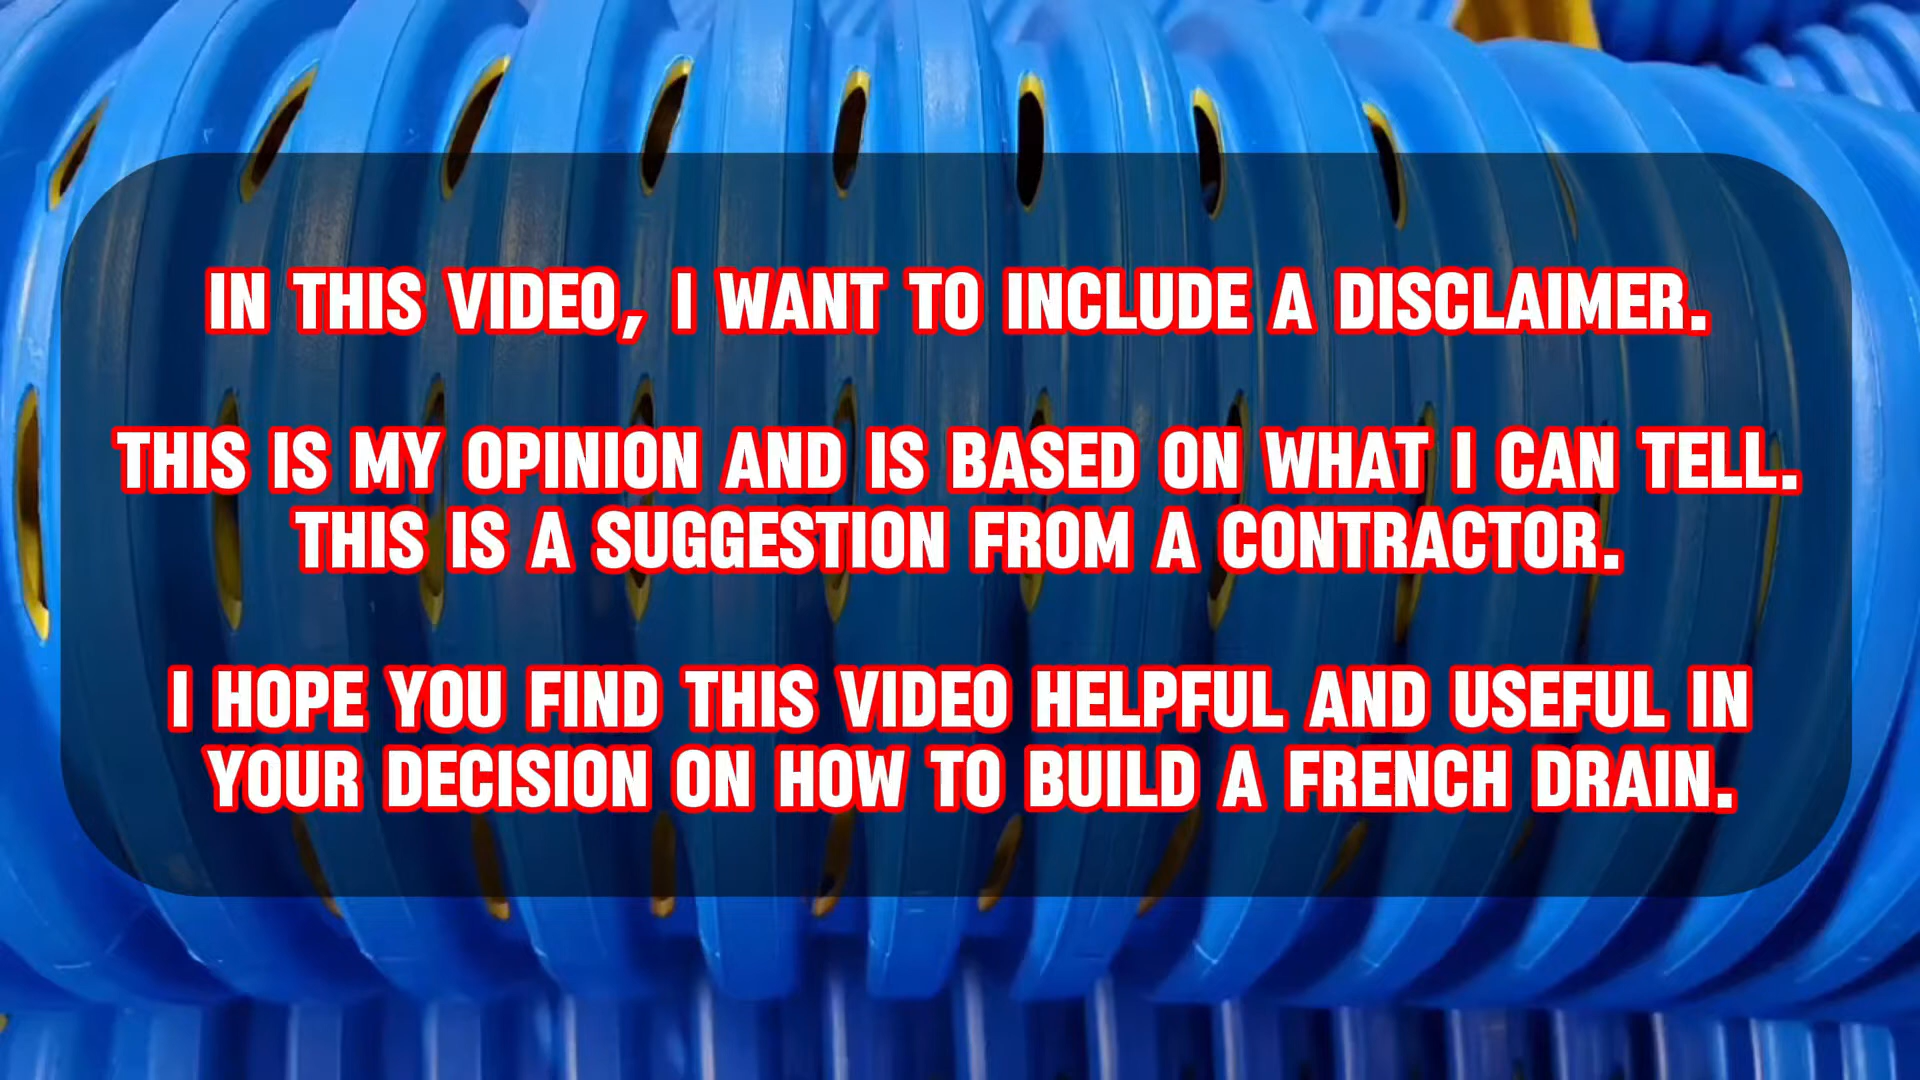 IN THIS VIDEO, I WANT TO INCLUDE A DISCLAIMER.
THIS IS MY OPINION AND IS BASED ON WHAT I CAN TELL.
THIS IS A SUGGESTION FROM A CONTRACTOR.
I HOPE YOU FIND THIS VIDEO HELPFUL AND USEFUL IN
YOUR DECISION ON HOW TO BUILD A FRENCH DRAIN.